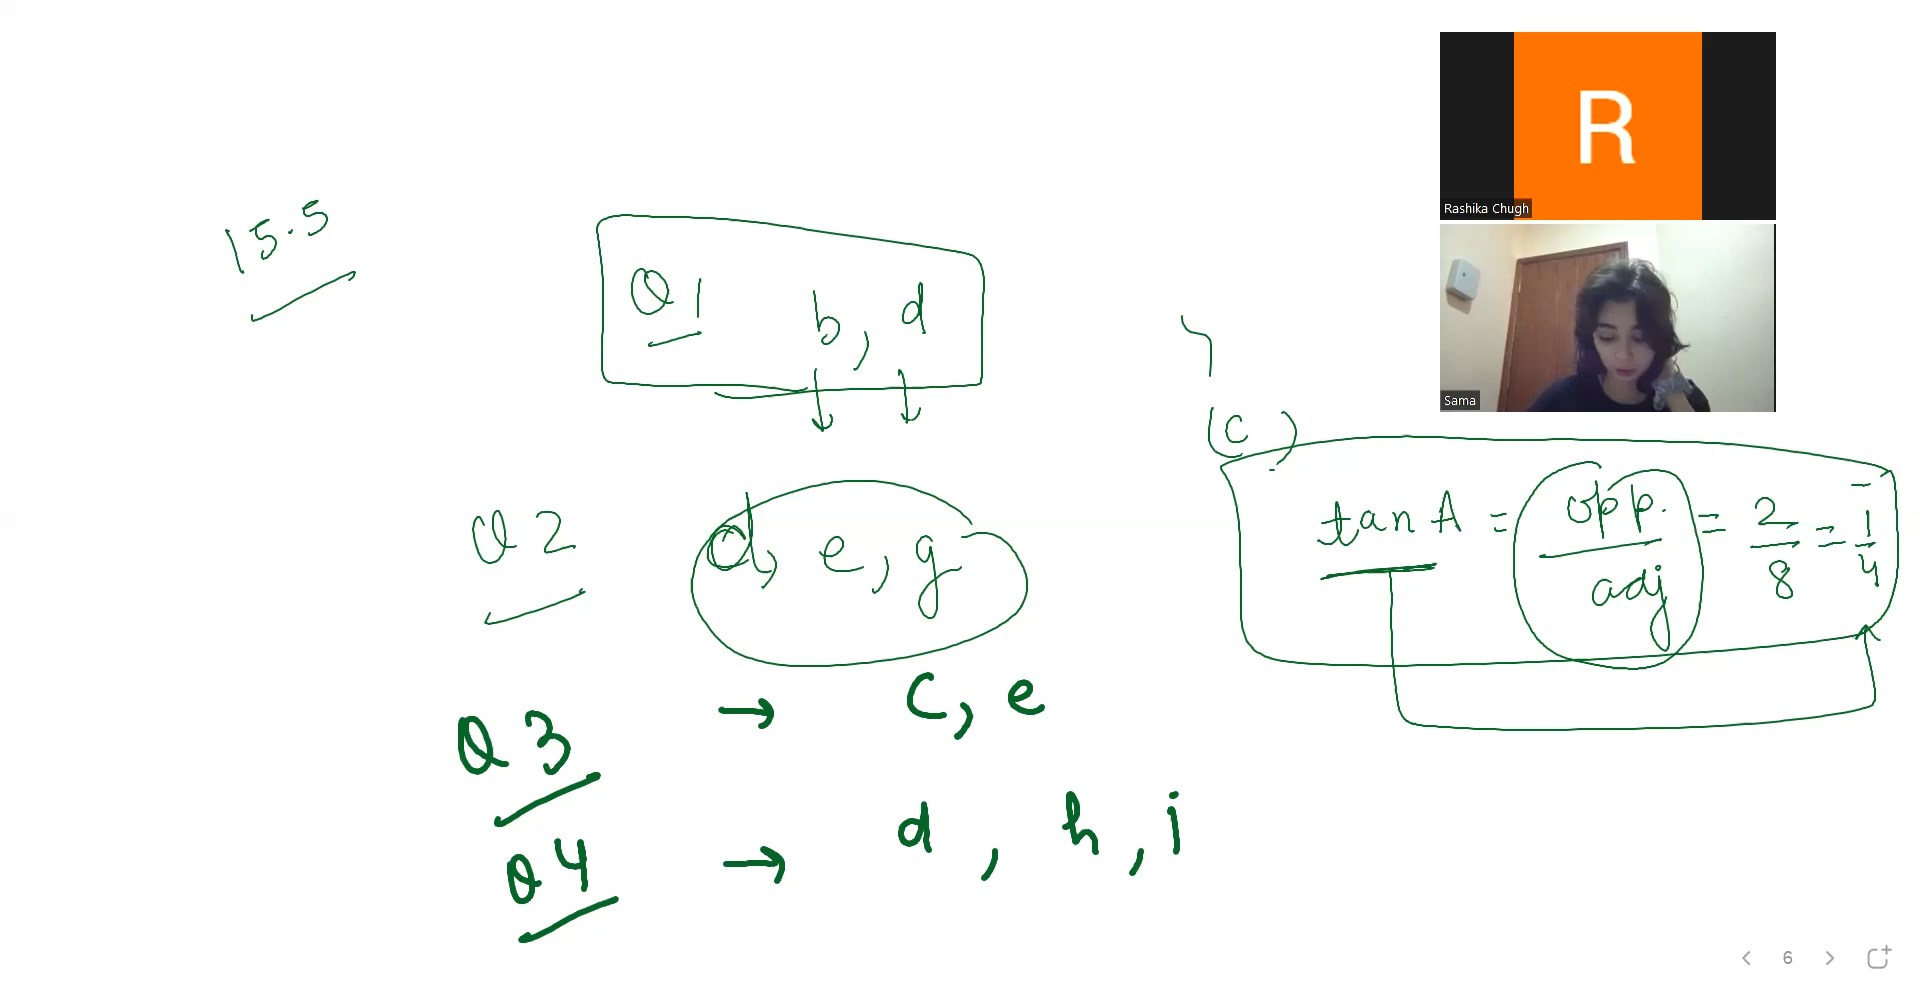 R
Rashika Chugh
Sama
15.5
Q1 b, d
(c)
tan A = opp. / adj = 2/8 = 1/4
Q2 d, e, g
Q3 → c, e
Q4 → d, h, i
6